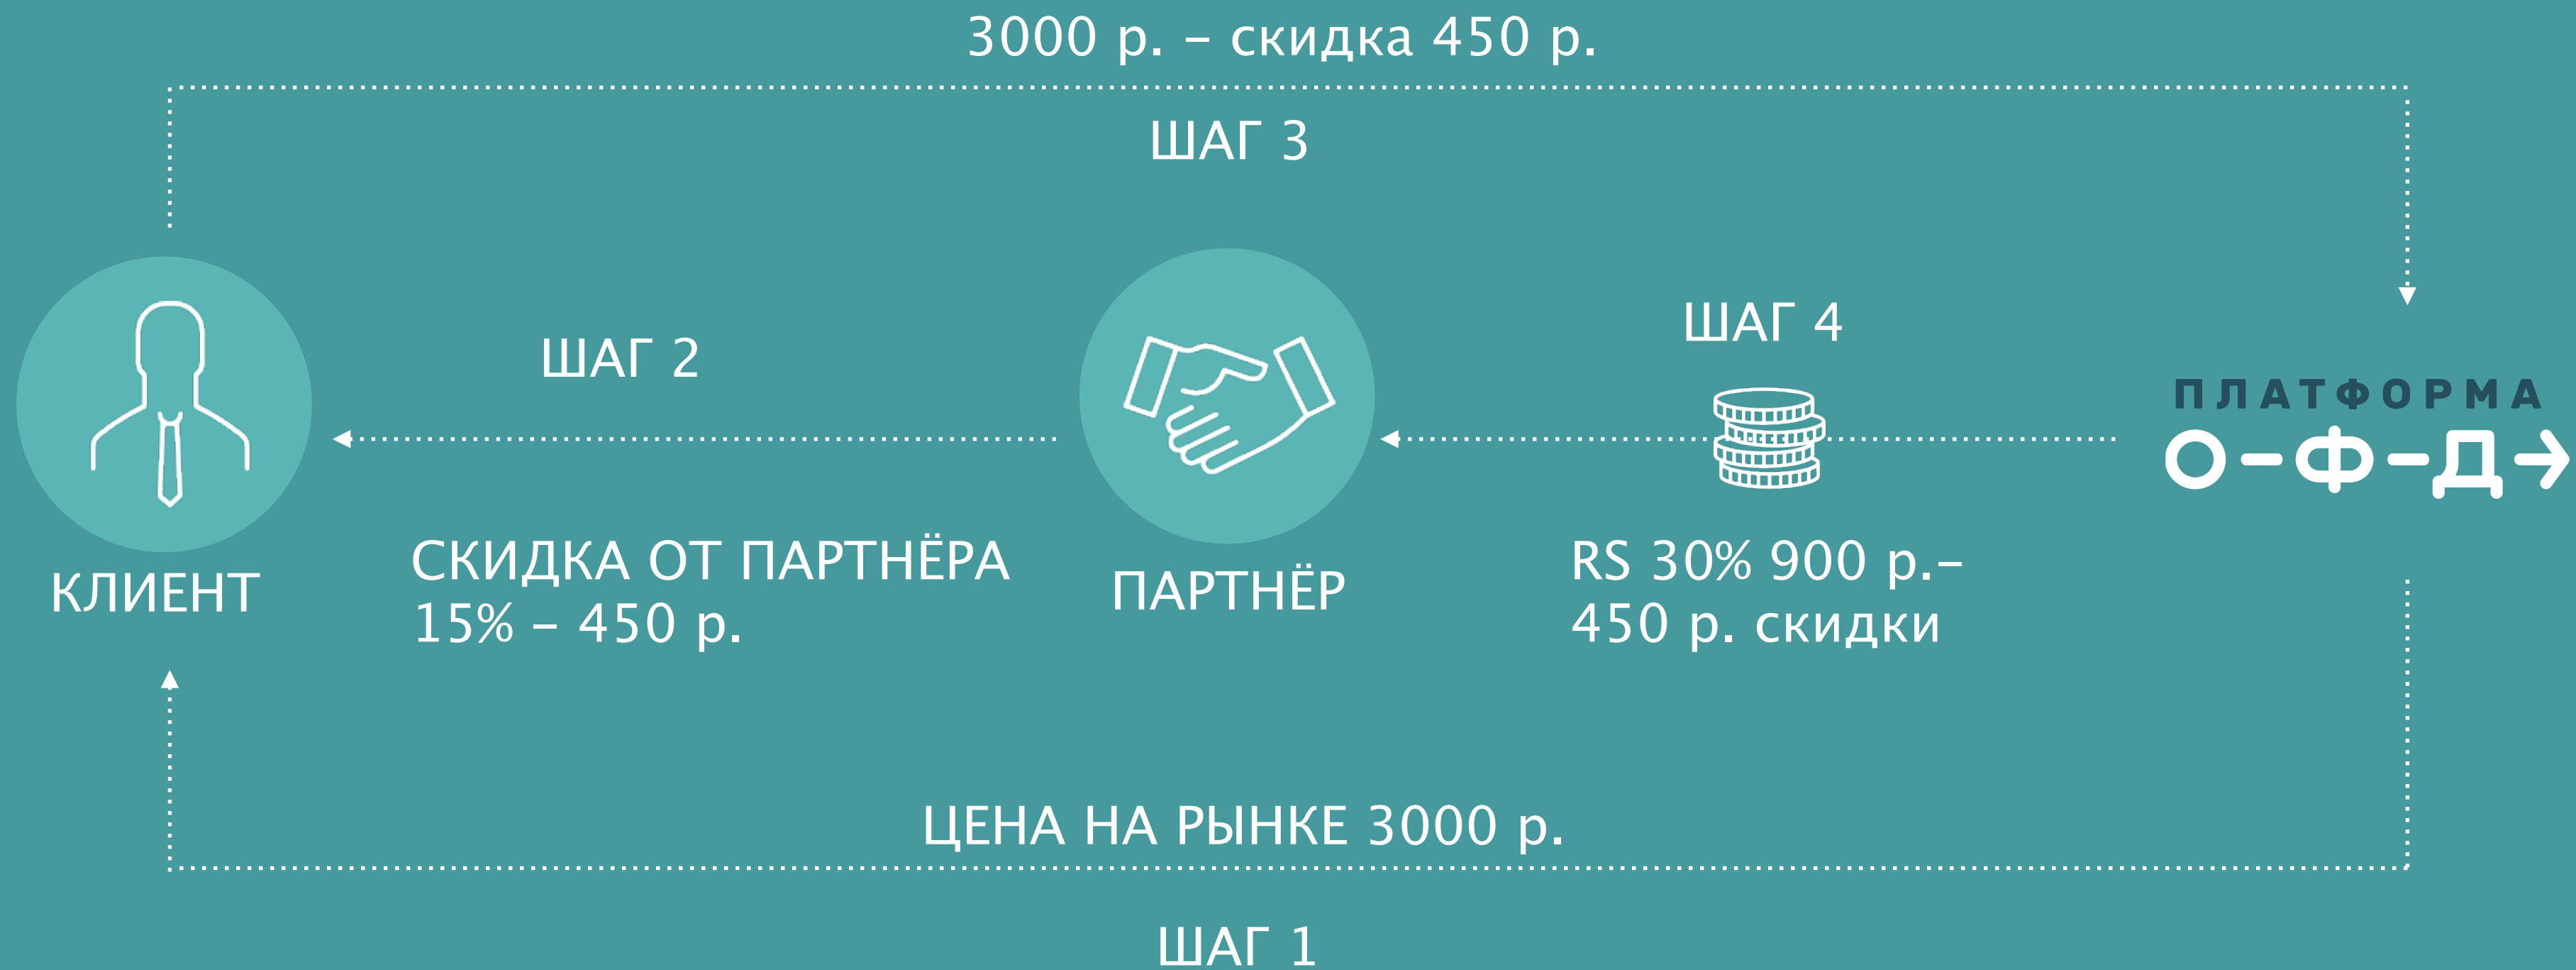 3000 р. – скидка 450 р.
ШАГ 3
ШАГ 2
ШАГ 4
ПЛАТФОРМА
О-Ф-Д→
КЛИЕНТ
СКИДКА ОТ ПАРТНЁРА
15% – 450 р.
ПАРТНЁР
RS 30% 900 р.–
450 р. скидки
ЦЕНА НА РЫНКЕ 3000 р.
ШАГ 1